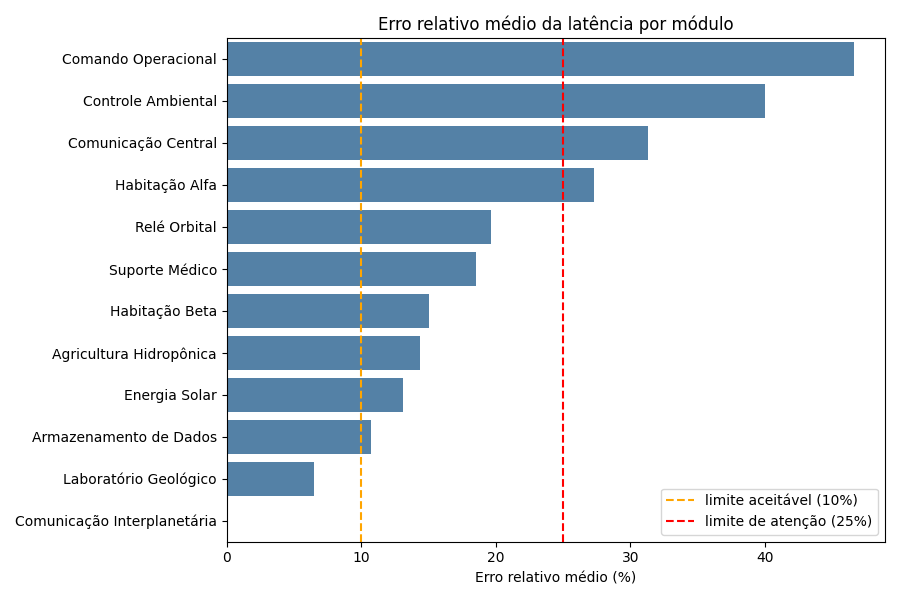 Erro relativo médio da latência por módulo
Comando Operacional
Controle Ambiental
Comunicação Central
Habitação Alfa
Relé Orbital
Suporte Médico
Habitação Beta
Agricultura Hidropônica
Energia Solar
Armazenamento de Dados
Laboratório Geológico
Comunicação Interplanetária
limite aceitável (10%)
limite de atenção (25%)
0 10 20 30 40
Erro relativo médio (%)